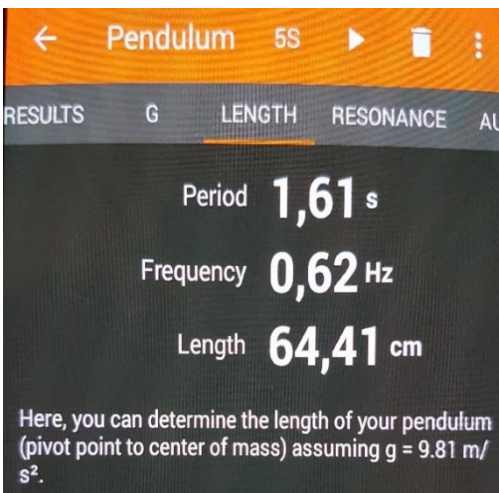 Pendulum 5S
RESULTS G LENGTH RESONANCE AU
Period 1,61 s
Frequency 0,62 Hz
Length 64,41 cm
Here, you can determine the length of your pendulum
(pivot point to center of mass) assuming g = 9.81 m/
s².